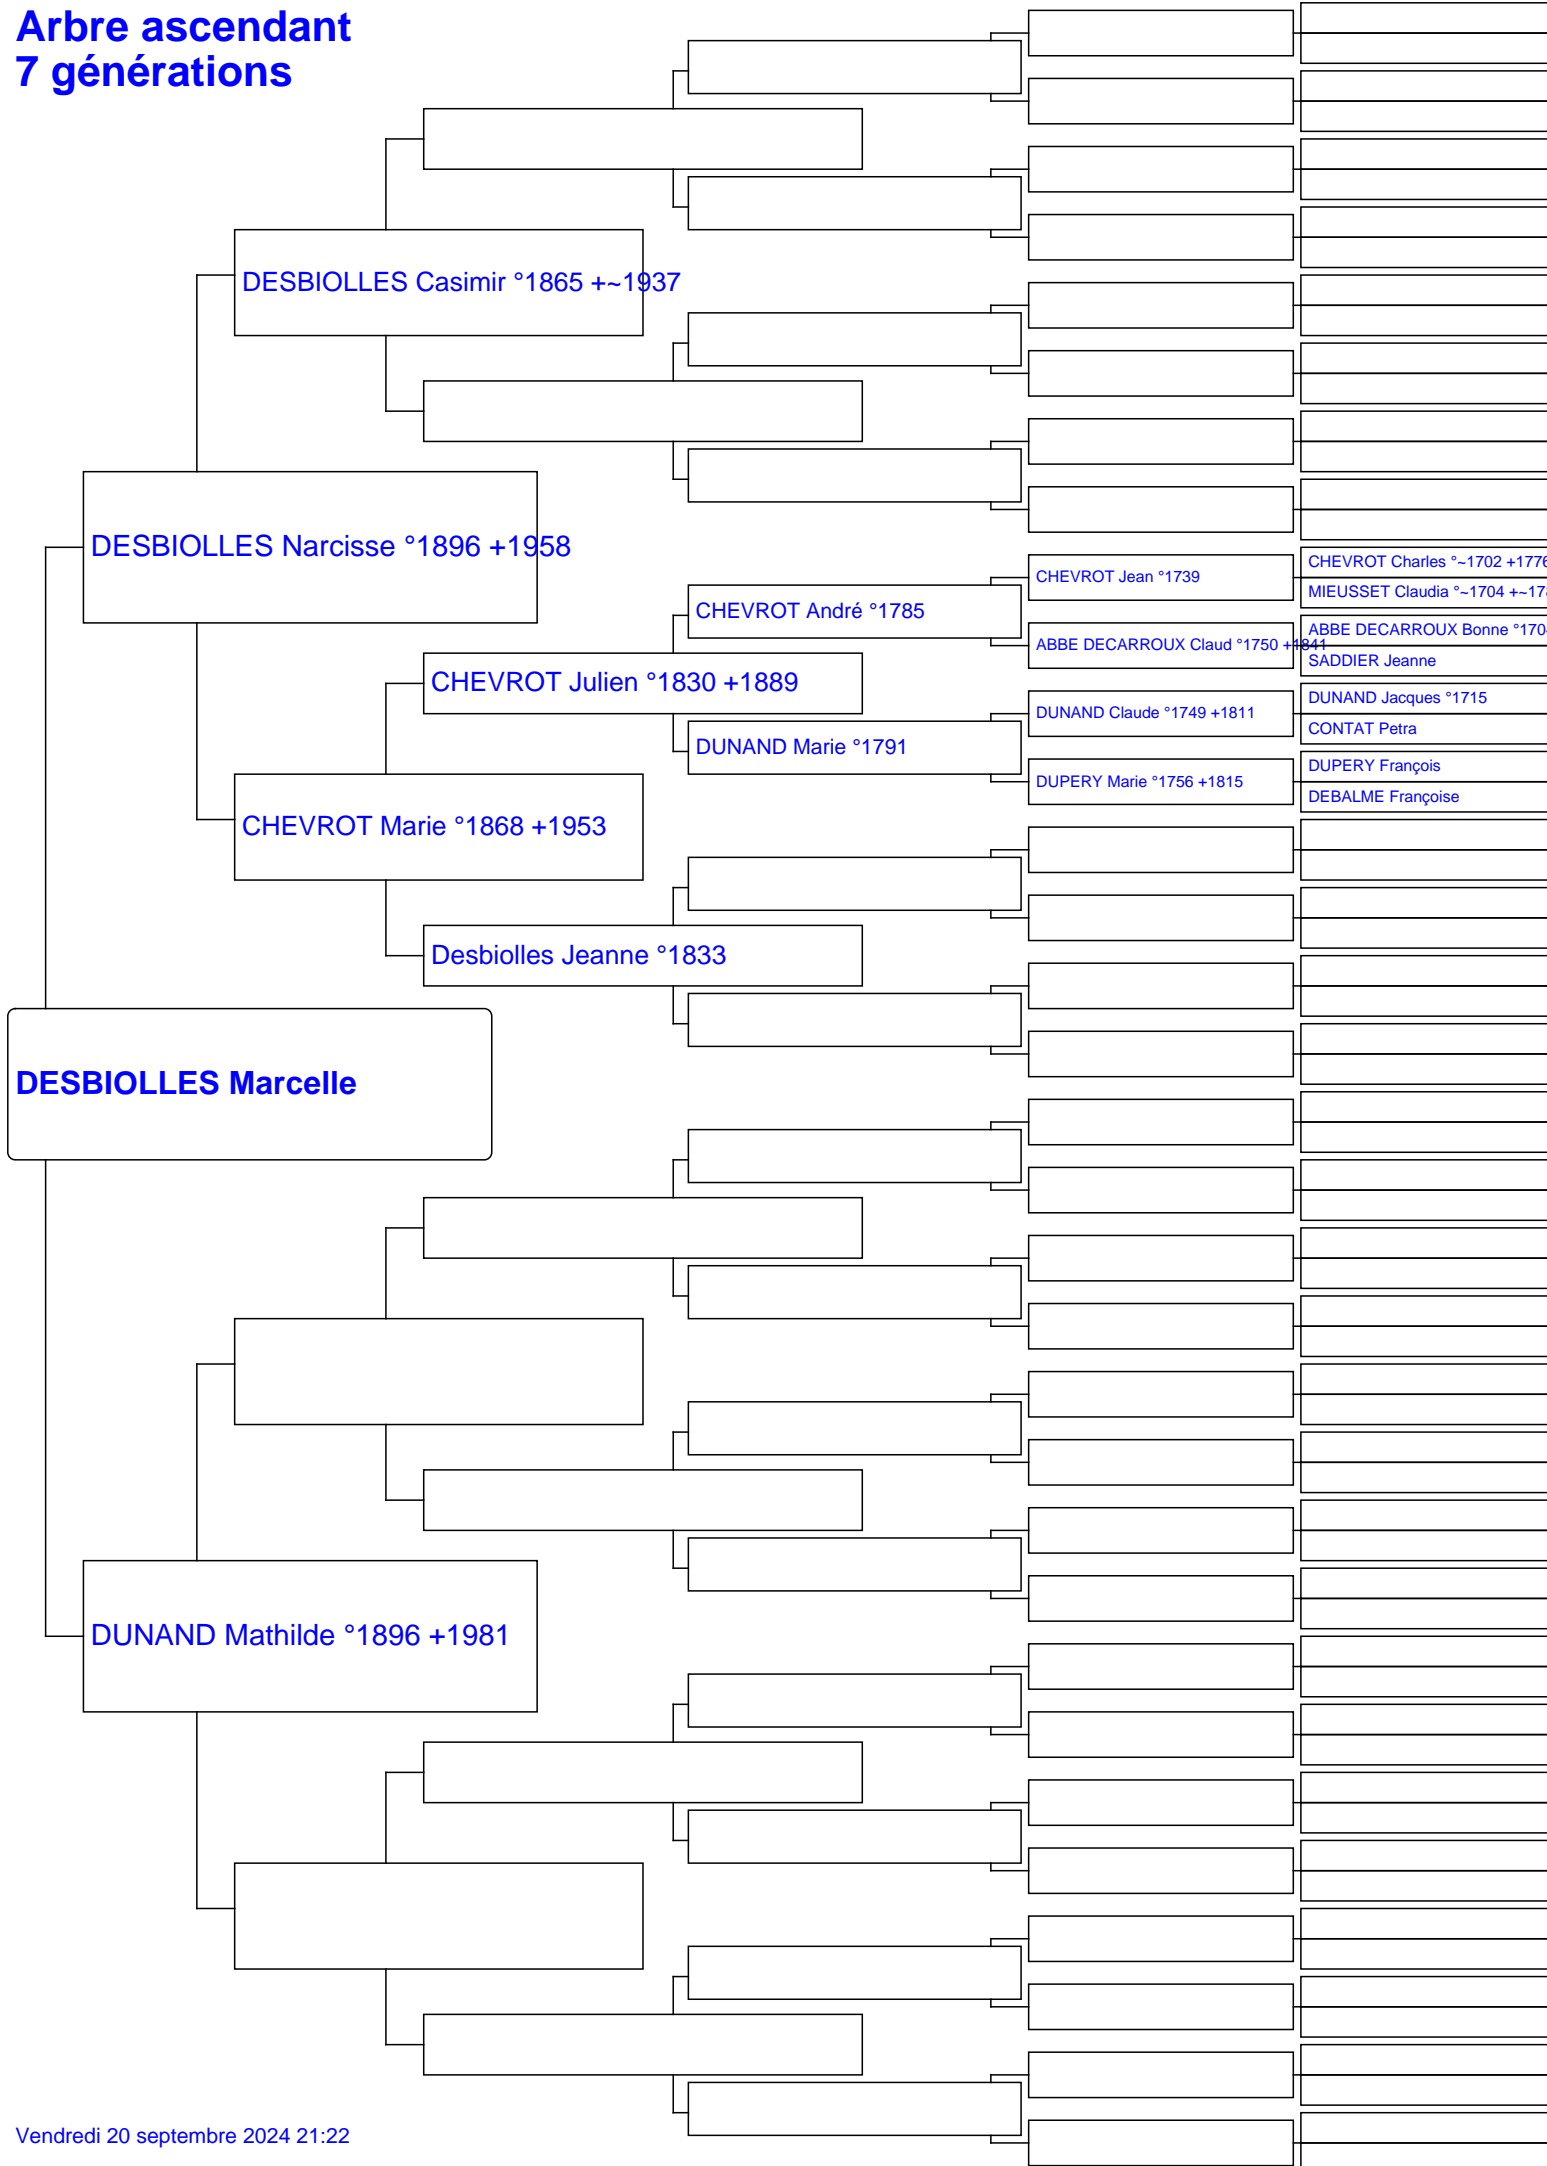 Arbre ascendant
7 générations
DESBIOLLES Casimir °1865 +~1937
DESBIOLLES Narcisse °1896 +1958
CHEVROT Charles °~1702 +1776
CHEVROT Jean °1739
MIEUSSET Claudia °~1704 +~178
CHEVROT André °1785
ABBE DECARROUX Bonne °170
ABBE DECARROUX Claud °1750 +1841
SADDIER Jeanne
CHEVROT Julien °1830 +1889
DUNAND Jacques °1715
DUNAND Claude °1749 +1811
CONTAT Petra
DUNAND Marie °1791
DUPERY François
DUPERY Marie °1756 +1815
DEBALME Françoise
CHEVROT Marie °1868 +1953
Desbiolles Jeanne °1833
DESBIOLLES Marcelle
DUNAND Mathilde °1896 +1981
Vendredi 20 septembre 2024 21:22